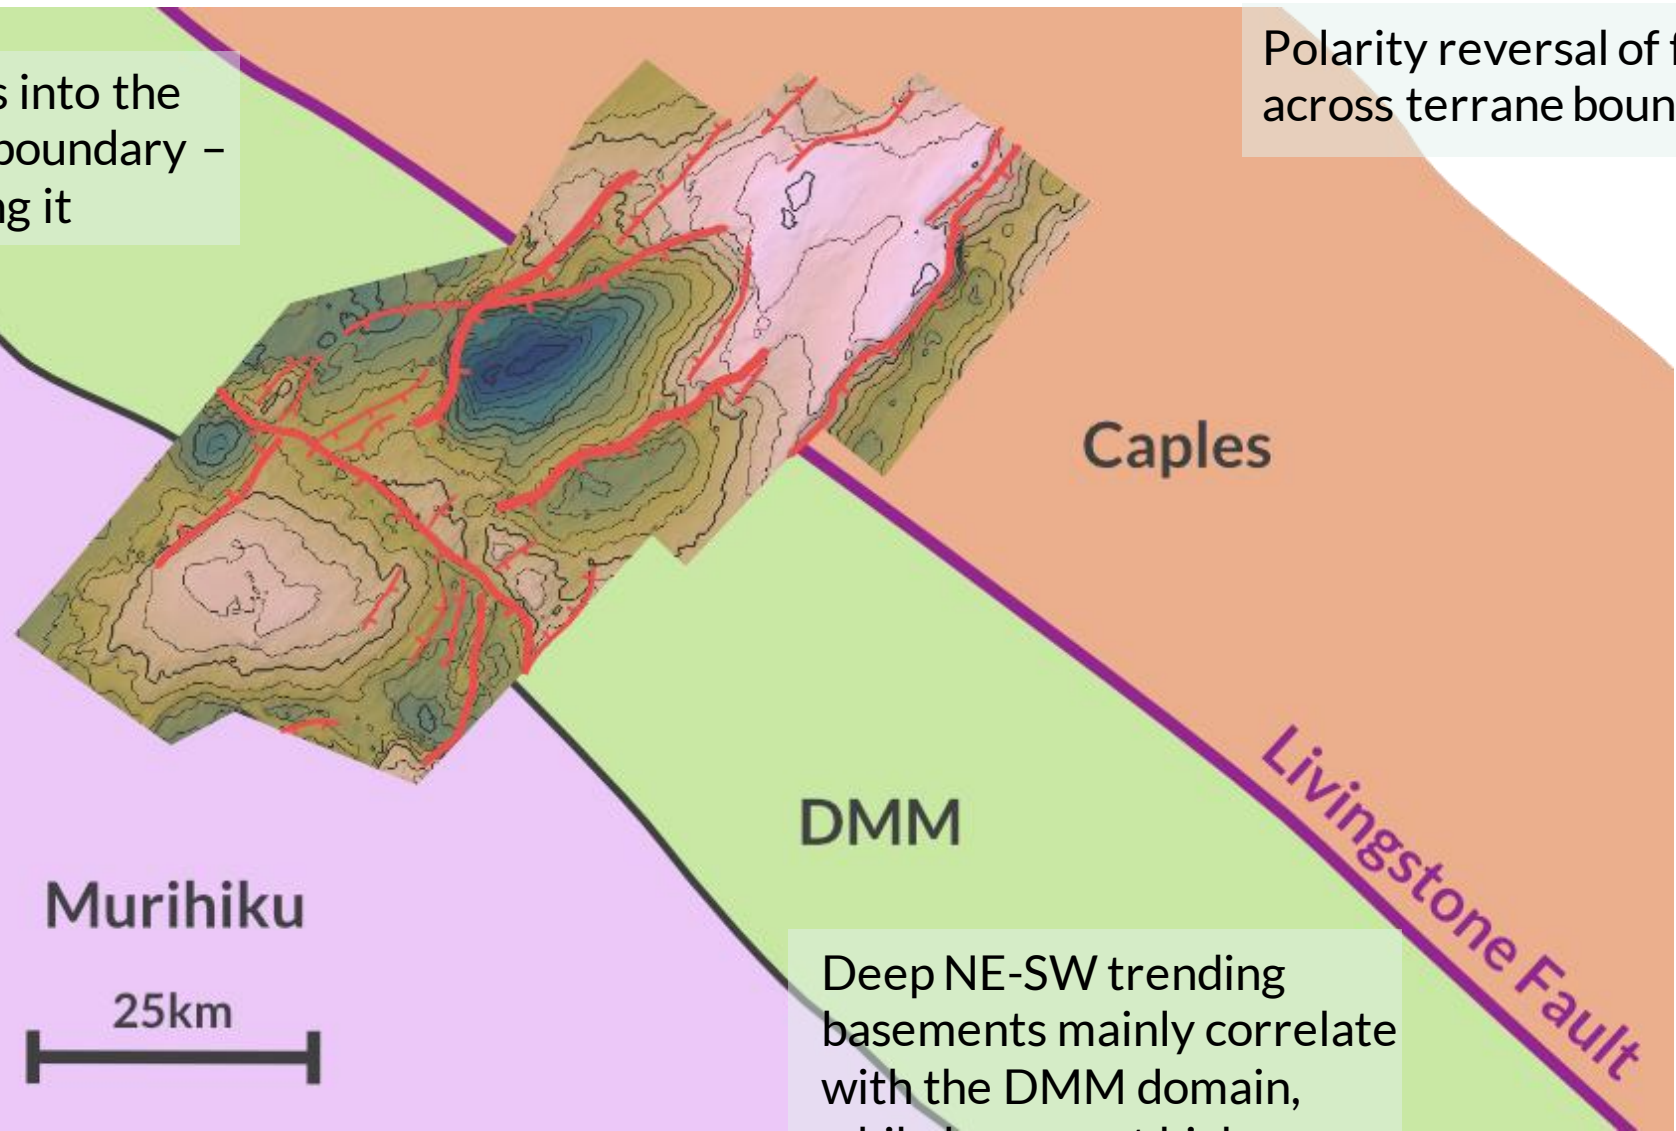 s into the
boundary –
ng it
Polarity reversal of f
across terrane boun
Caples
DMM
Murihiku
25km
Livingstone Fault
Deep NE-SW trending
basements mainly correlate
with the DMM domain,